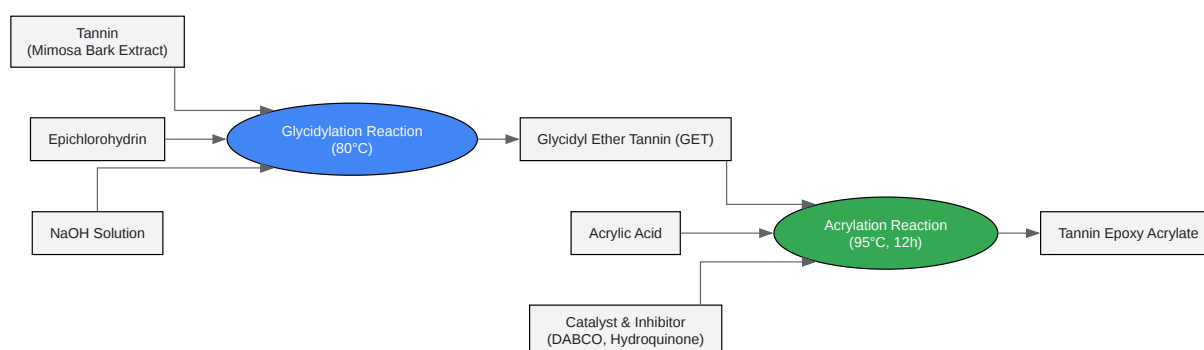 Tannin
(Mimosa Bark Extract)
Epichlorohydrin
NaOH Solution
Glycidylation Reaction
(80°C)
Glycidyl Ether Tannin (GET)
Acrylic Acid
Catalyst & Inhibitor
(DABCO, Hydroquinone)
Acrylation Reaction
(95°C, 12h)
Tannin Epoxy Acrylate